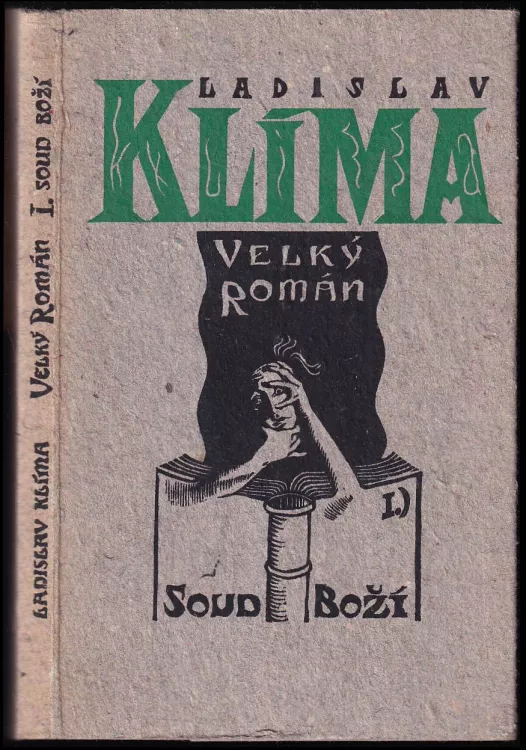 LADISLAV KLÍMA VELKÝ ROMÁN I. SOUD BOŽÍ
LADISLAV
KLÍMA
VELKÝ
ROMÁN
I.)
SOUD BOŽÍ